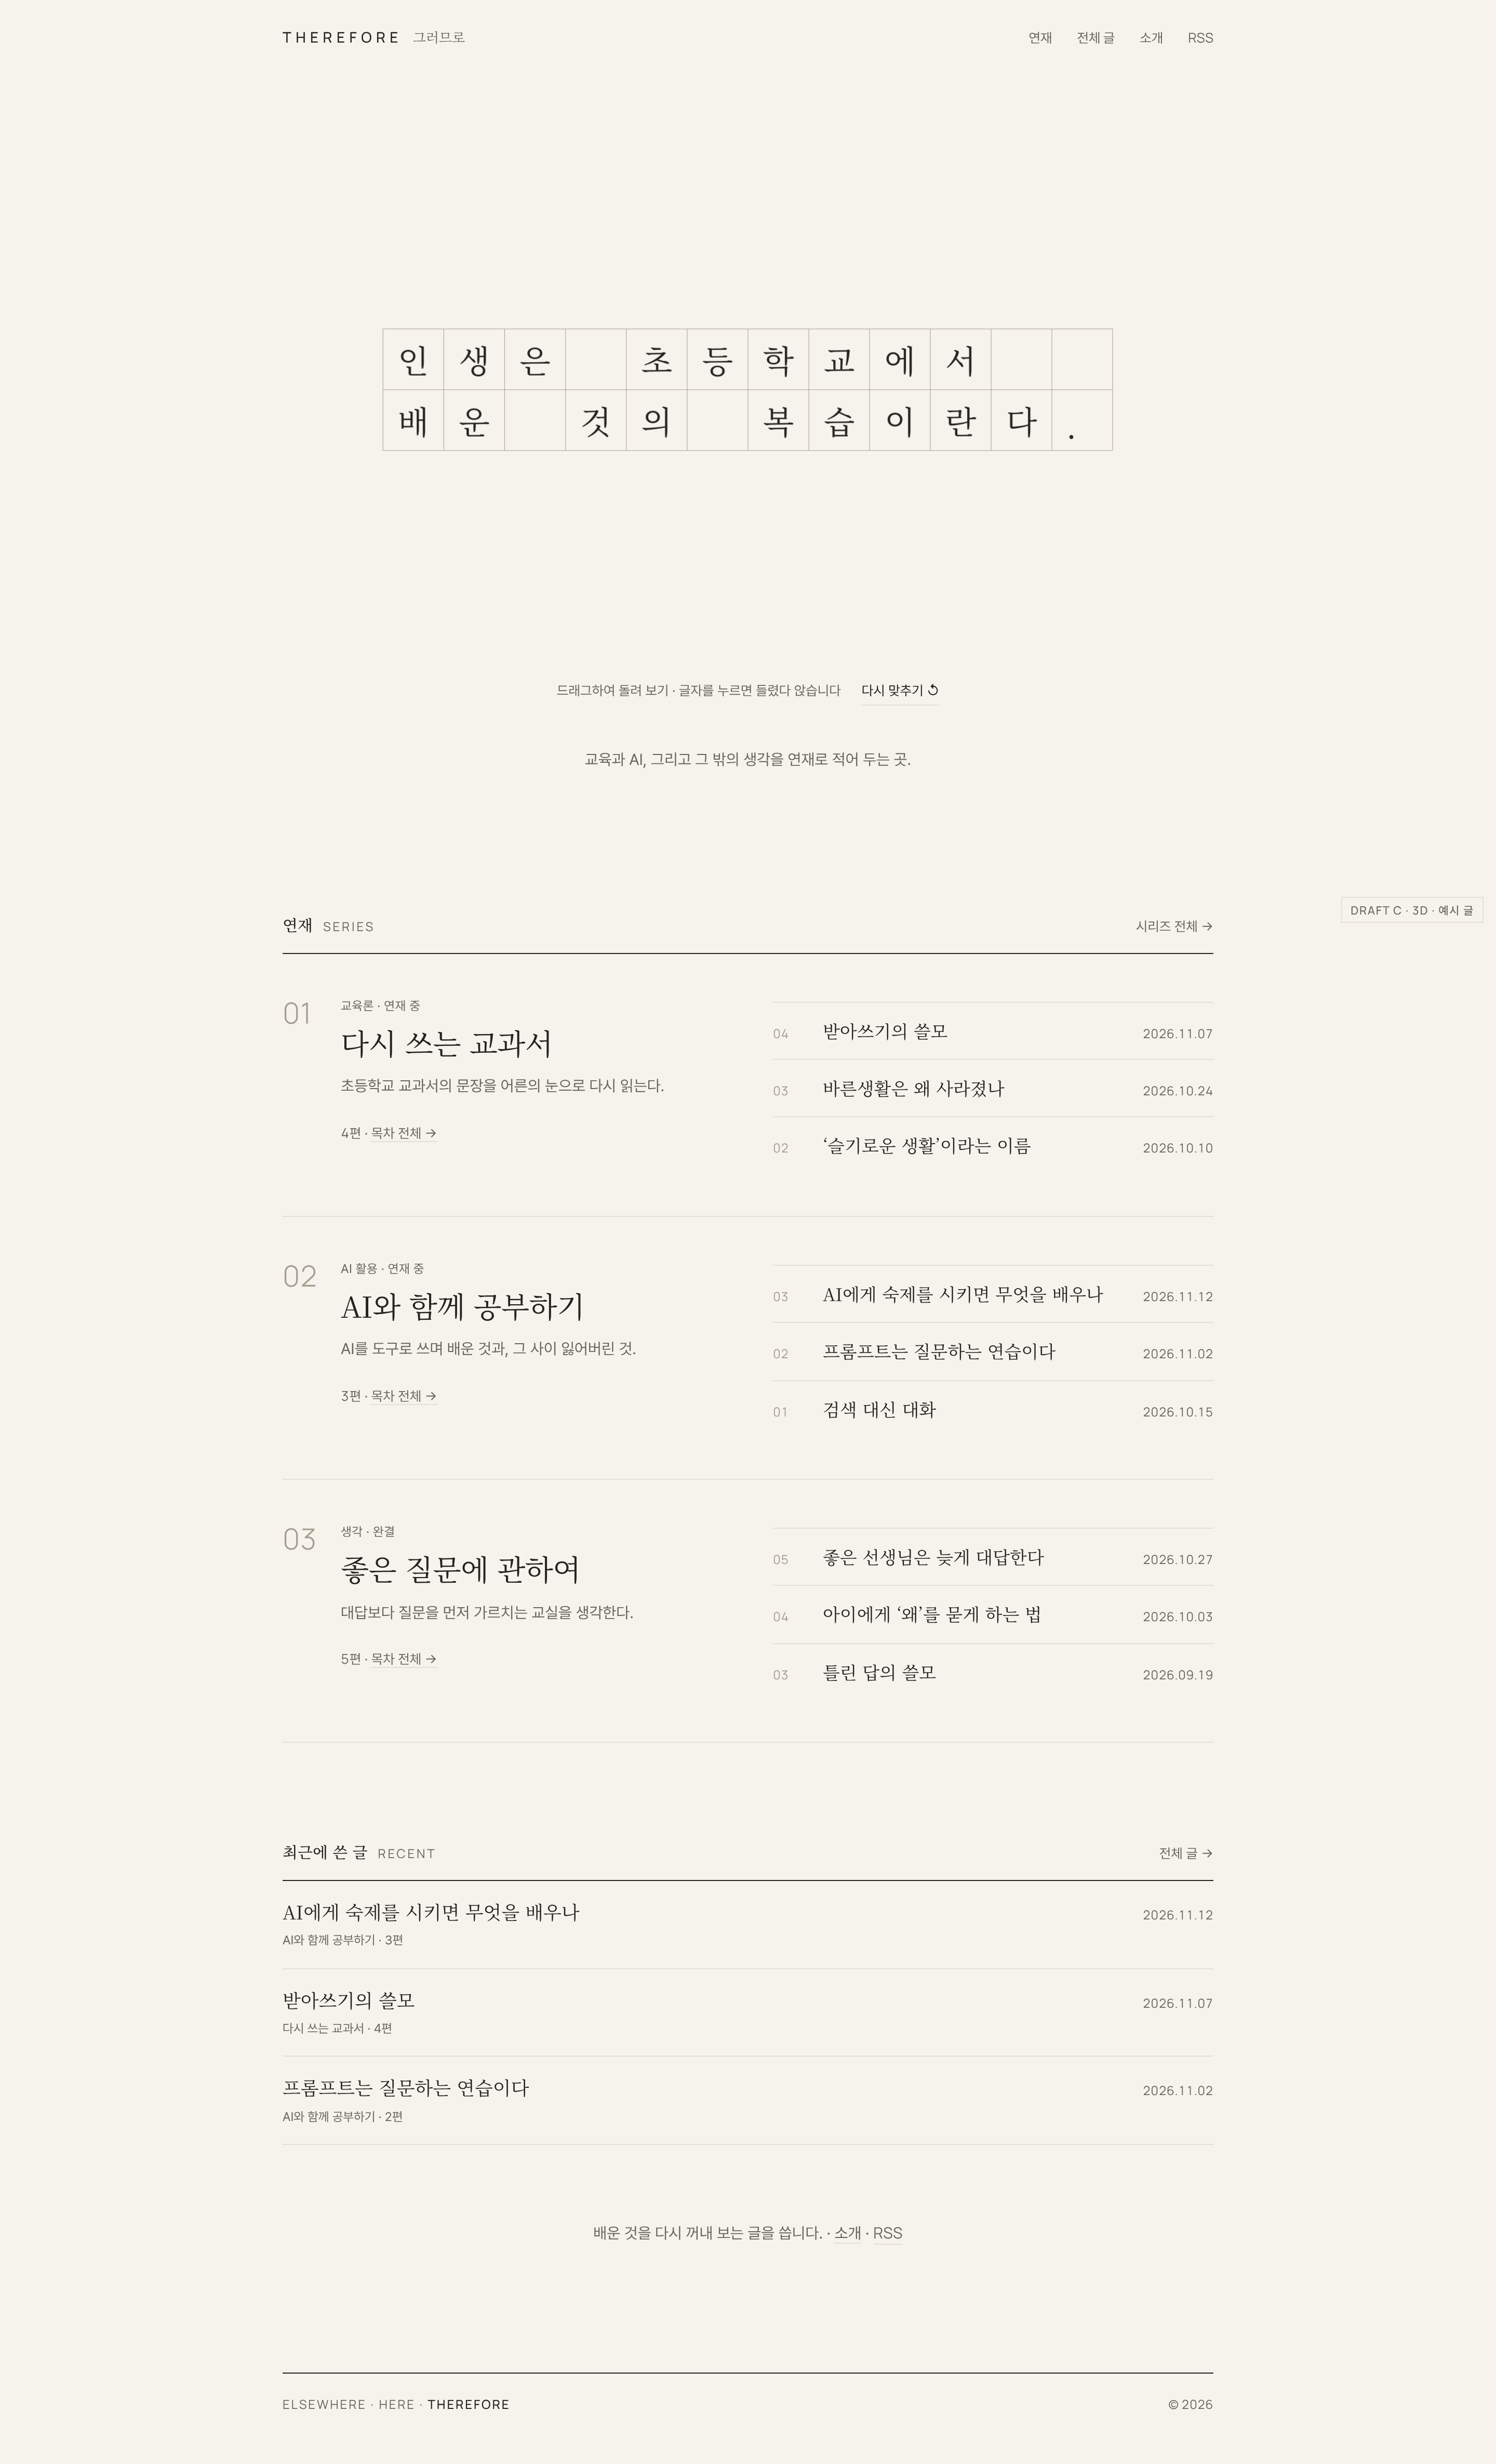 THEREFORE 그러므로
연재 전체 글 소개 RSS
인생은 초등학교에서
배운 것의 복습이란다.
드래그하여 돌려 보기 · 글자를 누르면 들렸다 앉습니다 다시 맞추기 ↺
교육과 AI, 그리고 그 밖의 생각을 연재로 적어 두는 곳.
DRAFT C · 3D · 예시 글
연재 SERIES 시리즈 전체 →
01 교육론 · 연재 중
다시 쓰는 교과서
초등학교 교과서의 문장을 어른의 눈으로 다시 읽는다.
4편 · 목차 전체 →
04 받아쓰기의 쓸모 2026.11.07
03 바른생활은 왜 사라졌나 2026.10.24
02 ‘슬기로운 생활’이라는 이름 2026.10.10
02 AI 활용 · 연재 중
AI와 함께 공부하기
AI를 도구로 쓰며 배운 것과, 그 사이 잃어버린 것.
3편 · 목차 전체 →
03 AI에게 숙제를 시키면 무엇을 배우나 2026.11.12
02 프롬프트는 질문하는 연습이다 2026.11.02
01 검색 대신 대화 2026.10.15
03 생각 · 완결
좋은 질문에 관하여
대답보다 질문을 먼저 가르치는 교실을 생각한다.
5편 · 목차 전체 →
05 좋은 선생님은 늦게 대답한다 2026.10.27
04 아이에게 ‘왜’를 묻게 하는 법 2026.10.03
03 틀린 답의 쓸모 2026.09.19
최근에 쓴 글 RECENT 전체 글 →
AI에게 숙제를 시키면 무엇을 배우나 2026.11.12
AI와 함께 공부하기 · 3편
받아쓰기의 쓸모 2026.11.07
다시 쓰는 교과서 · 4편
프롬프트는 질문하는 연습이다 2026.11.02
AI와 함께 공부하기 · 2편
배운 것을 다시 꺼내 보는 글을 씁니다. · 소개 · RSS
ELSEWHERE · HERE · THEREFORE © 2026